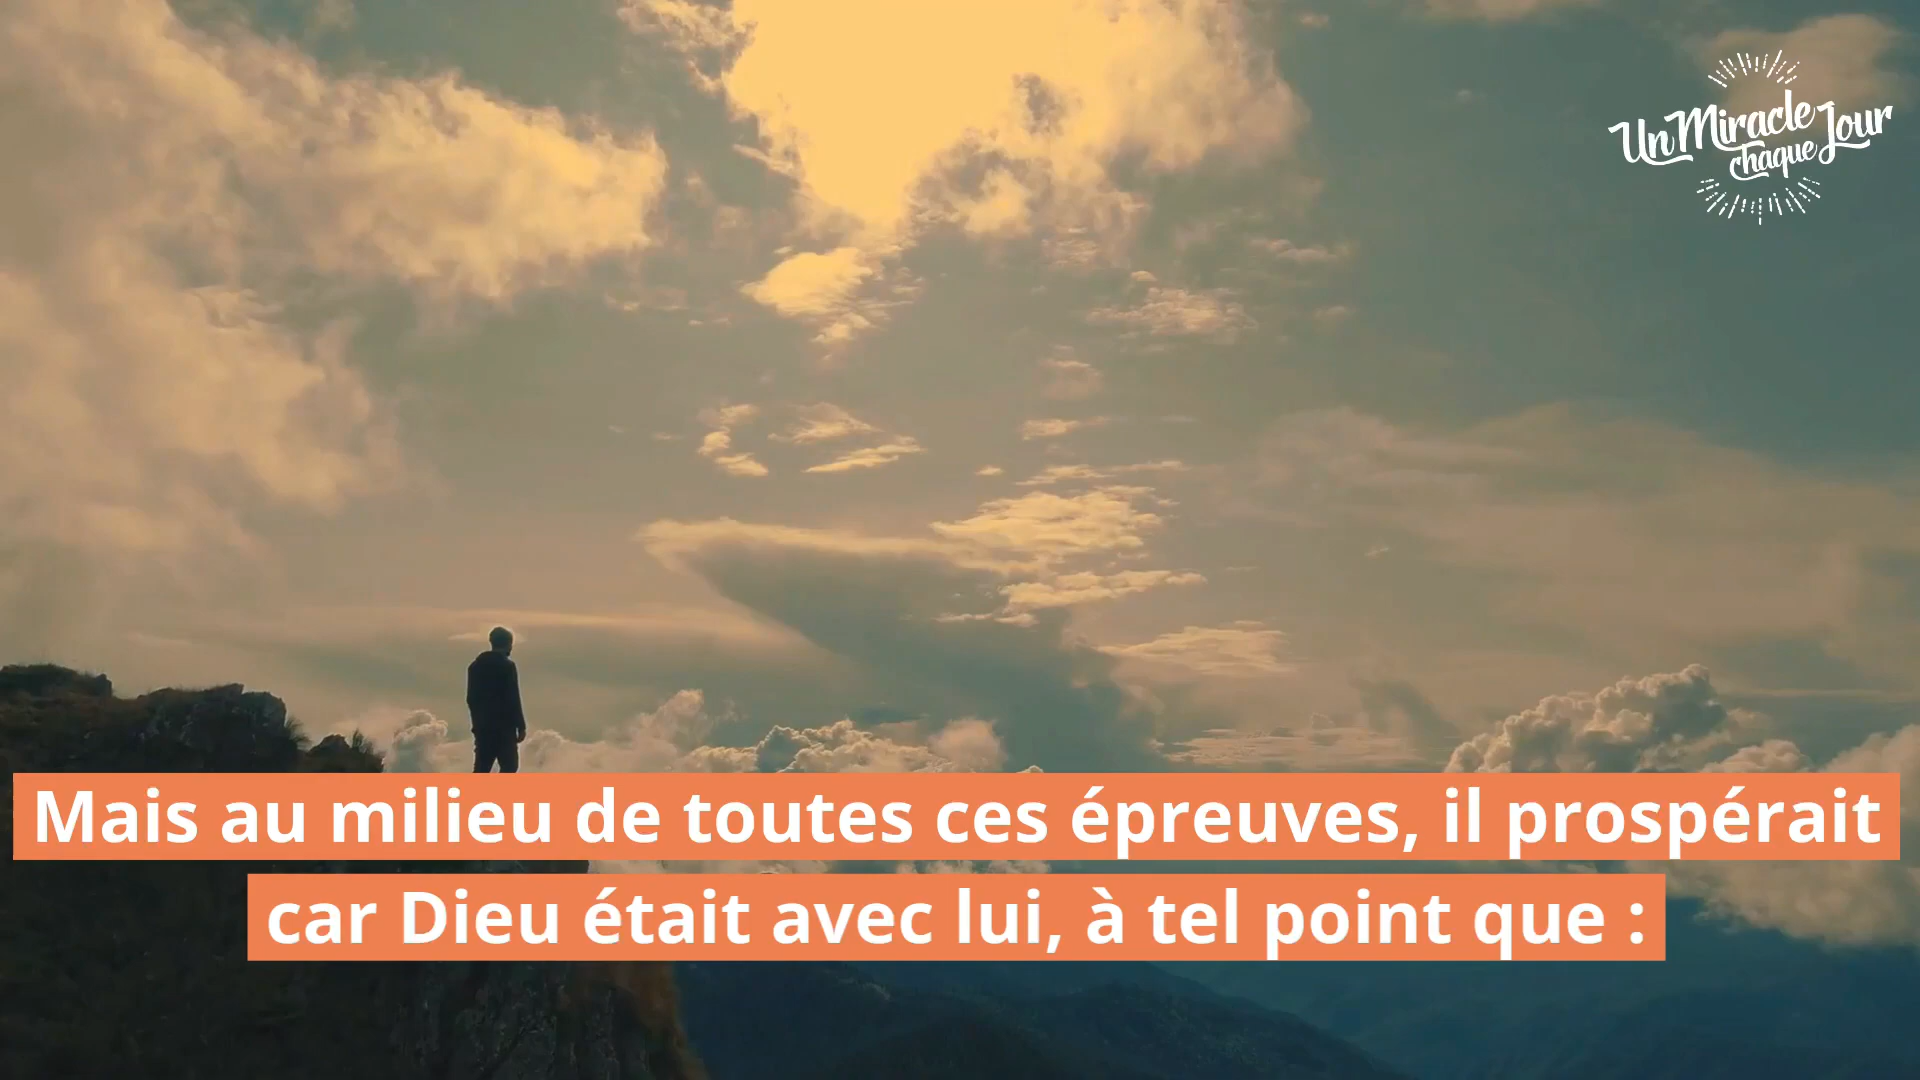 Un Miracle
chaque Jour
Mais au milieu de toutes ces épreuves, il prospérait
car Dieu était avec lui, à tel point que :